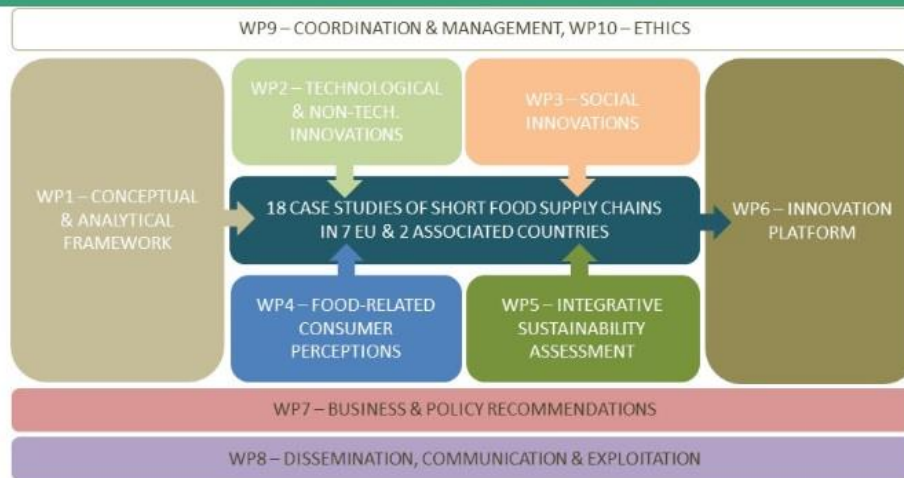 WP9 – COORDINATION & MANAGEMENT, WP10 – ETHICS
WP1 – CONCEPTUAL
& ANALYTICAL
FRAMEWORK
WP2 – TECHNOLOGICAL
& NON-TECH.
INNOVATIONS
WP3 – SOCIAL
INNOVATIONS
18 CASE STUDIES OF SHORT FOOD SUPPLY CHAINS
IN 7 EU & 2 ASSOCIATED COUNTRIES
WP4 – FOOD-RELATED
CONSUMER
PERCEPTIONS
WP5 – INTEGRATIVE
SUSTAINABILITY
ASSESSMENT
WP6 – INNOVATION
PLATFORM
WP7 – BUSINESS & POLICY RECOMMENDATIONS
WP8 – DISSEMINATION, COMMUNICATION & EXPLOITATION